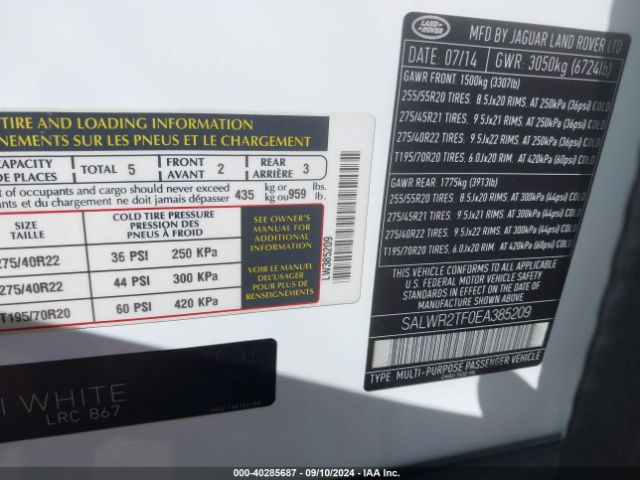 TIRE AND LOADING INFORMATION
NEMENTS SUR LES PNEUS ET LE CHARGEMENT
CAPACITY
DE PLACES
TOTAL 5
FRONT
AVANT 2
REAR
ARRIÈRE 3
t of occupants and cargo should never exceed
nts et du chargement ne doit jamais dépasser
435 kg or
kg ou 959 lbs.
lb.
SIZE
TAILLE
COLD TIRE PRESSURE
PRESSION DES
PNEUS À FROID
275/40R22 36 PSI 250 KPa
275/40R22 44 PSI 300 KPa
T195/70R20 60 PSI 420 KPa
SEE OWNER'S
MANUAL FOR
ADDITIONAL
INFORMATION
VOIR LE MANUEL
DE L'USAGER
POUR PLUS DE
RENSEIGNEMENTS
LW385209
I WHITE
LRC 867
LAND-
ROVER
MFD BY JAGUAR LAND ROVER LTD
DATE: 07/14 GWR: 3050kg (6724lb)
GAWR FRONT: 1500kg (3307lb)
255/55R20 TIRES. 8.5Jx20 RIMS. AT 250kPa (36psi) COLD
275/45R21 TIRES. 9.5Jx21 RIMS. AT 250kPa (36psi) COLD
275/40R22 TIRES. 9.5Jx22 RIMS. AT 250kPa (36psi) COLD
T195/70R20 TIRES. 6.0Jx20 RIM. AT 420kPa (60psi) COLD
GAWR REAR: 1775kg (3913lb)
255/55R20 TIRES. 8.5Jx20 RIMS. AT 300kPa (44psi) COLD
275/45R21 TIRES. 9.5Jx21 RIMS. AT 300kPa (44psi) COLD
275/40R22 TIRES. 9.5Jx22 RIMS. AT 300kPa (44psi) COLD
T195/70R20 TIRES. 6.0Jx20 RIM. AT 420kPa (60psi) COLD
THIS VEHICLE CONFORMS TO ALL APPLICABLE
FEDERAL MOTOR VEHICLE SAFETY
STANDARDS IN EFFECT ON THE DATE OF
MANUFACTURE SHOWN ABOVE.
SALWR2TF0EA385209
TYPE: MULTI-PURPOSE PASSENGER VEHICLE
000-40285687 - 09/10/2024 - IAA Inc.